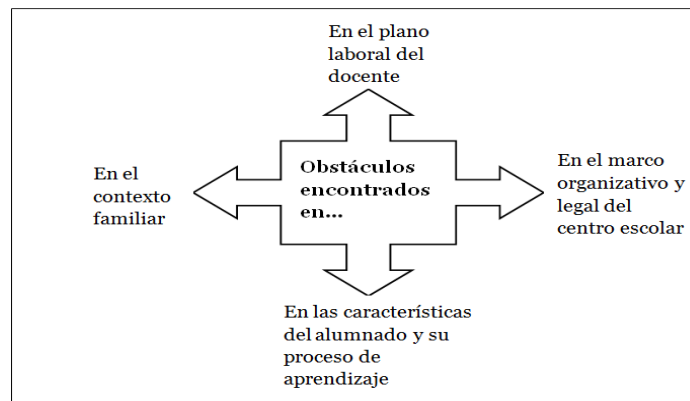 En el plano
laboral del
docente
En el
contexto
familiar
Obstáculos
encontrados
en...
En el marco
organizativo y
legal del
centro escolar
En las características
del alumnado y su
proceso de
aprendizaje